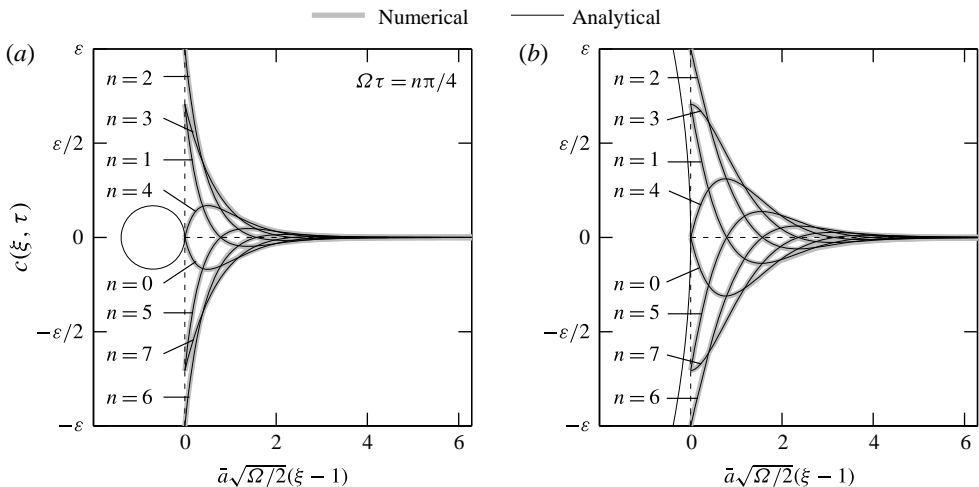 Numerical
Analytical
(a)
ε
ε/2
0
−ε/2
−ε
c(ξ, τ)
n = 2
n = 3
n = 1
n = 4
n = 0
n = 5
n = 7
n = 6
Ωτ = nπ/4
0 2 4 6
ā√Ω/2(ξ − 1)
(b)
ε
ε/2
0
−ε/2
−ε
n = 2
n = 3
n = 1
n = 4
n = 0
n = 5
n = 7
n = 6
0 2 4 6
ā√Ω/2(ξ − 1)